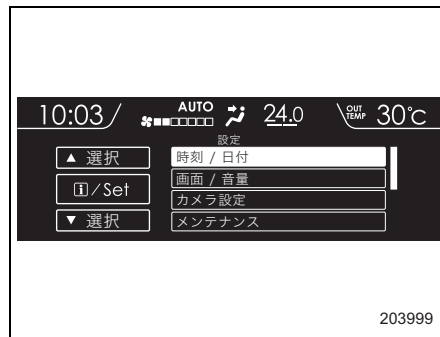 10:03/ AUTO 24.0 OUT TEMP 30℃
設定
▲ 選択
時刻 / 日付
画面 / 音量
i/Set
カメラ設定
▼ 選択
メンテナンス
203999